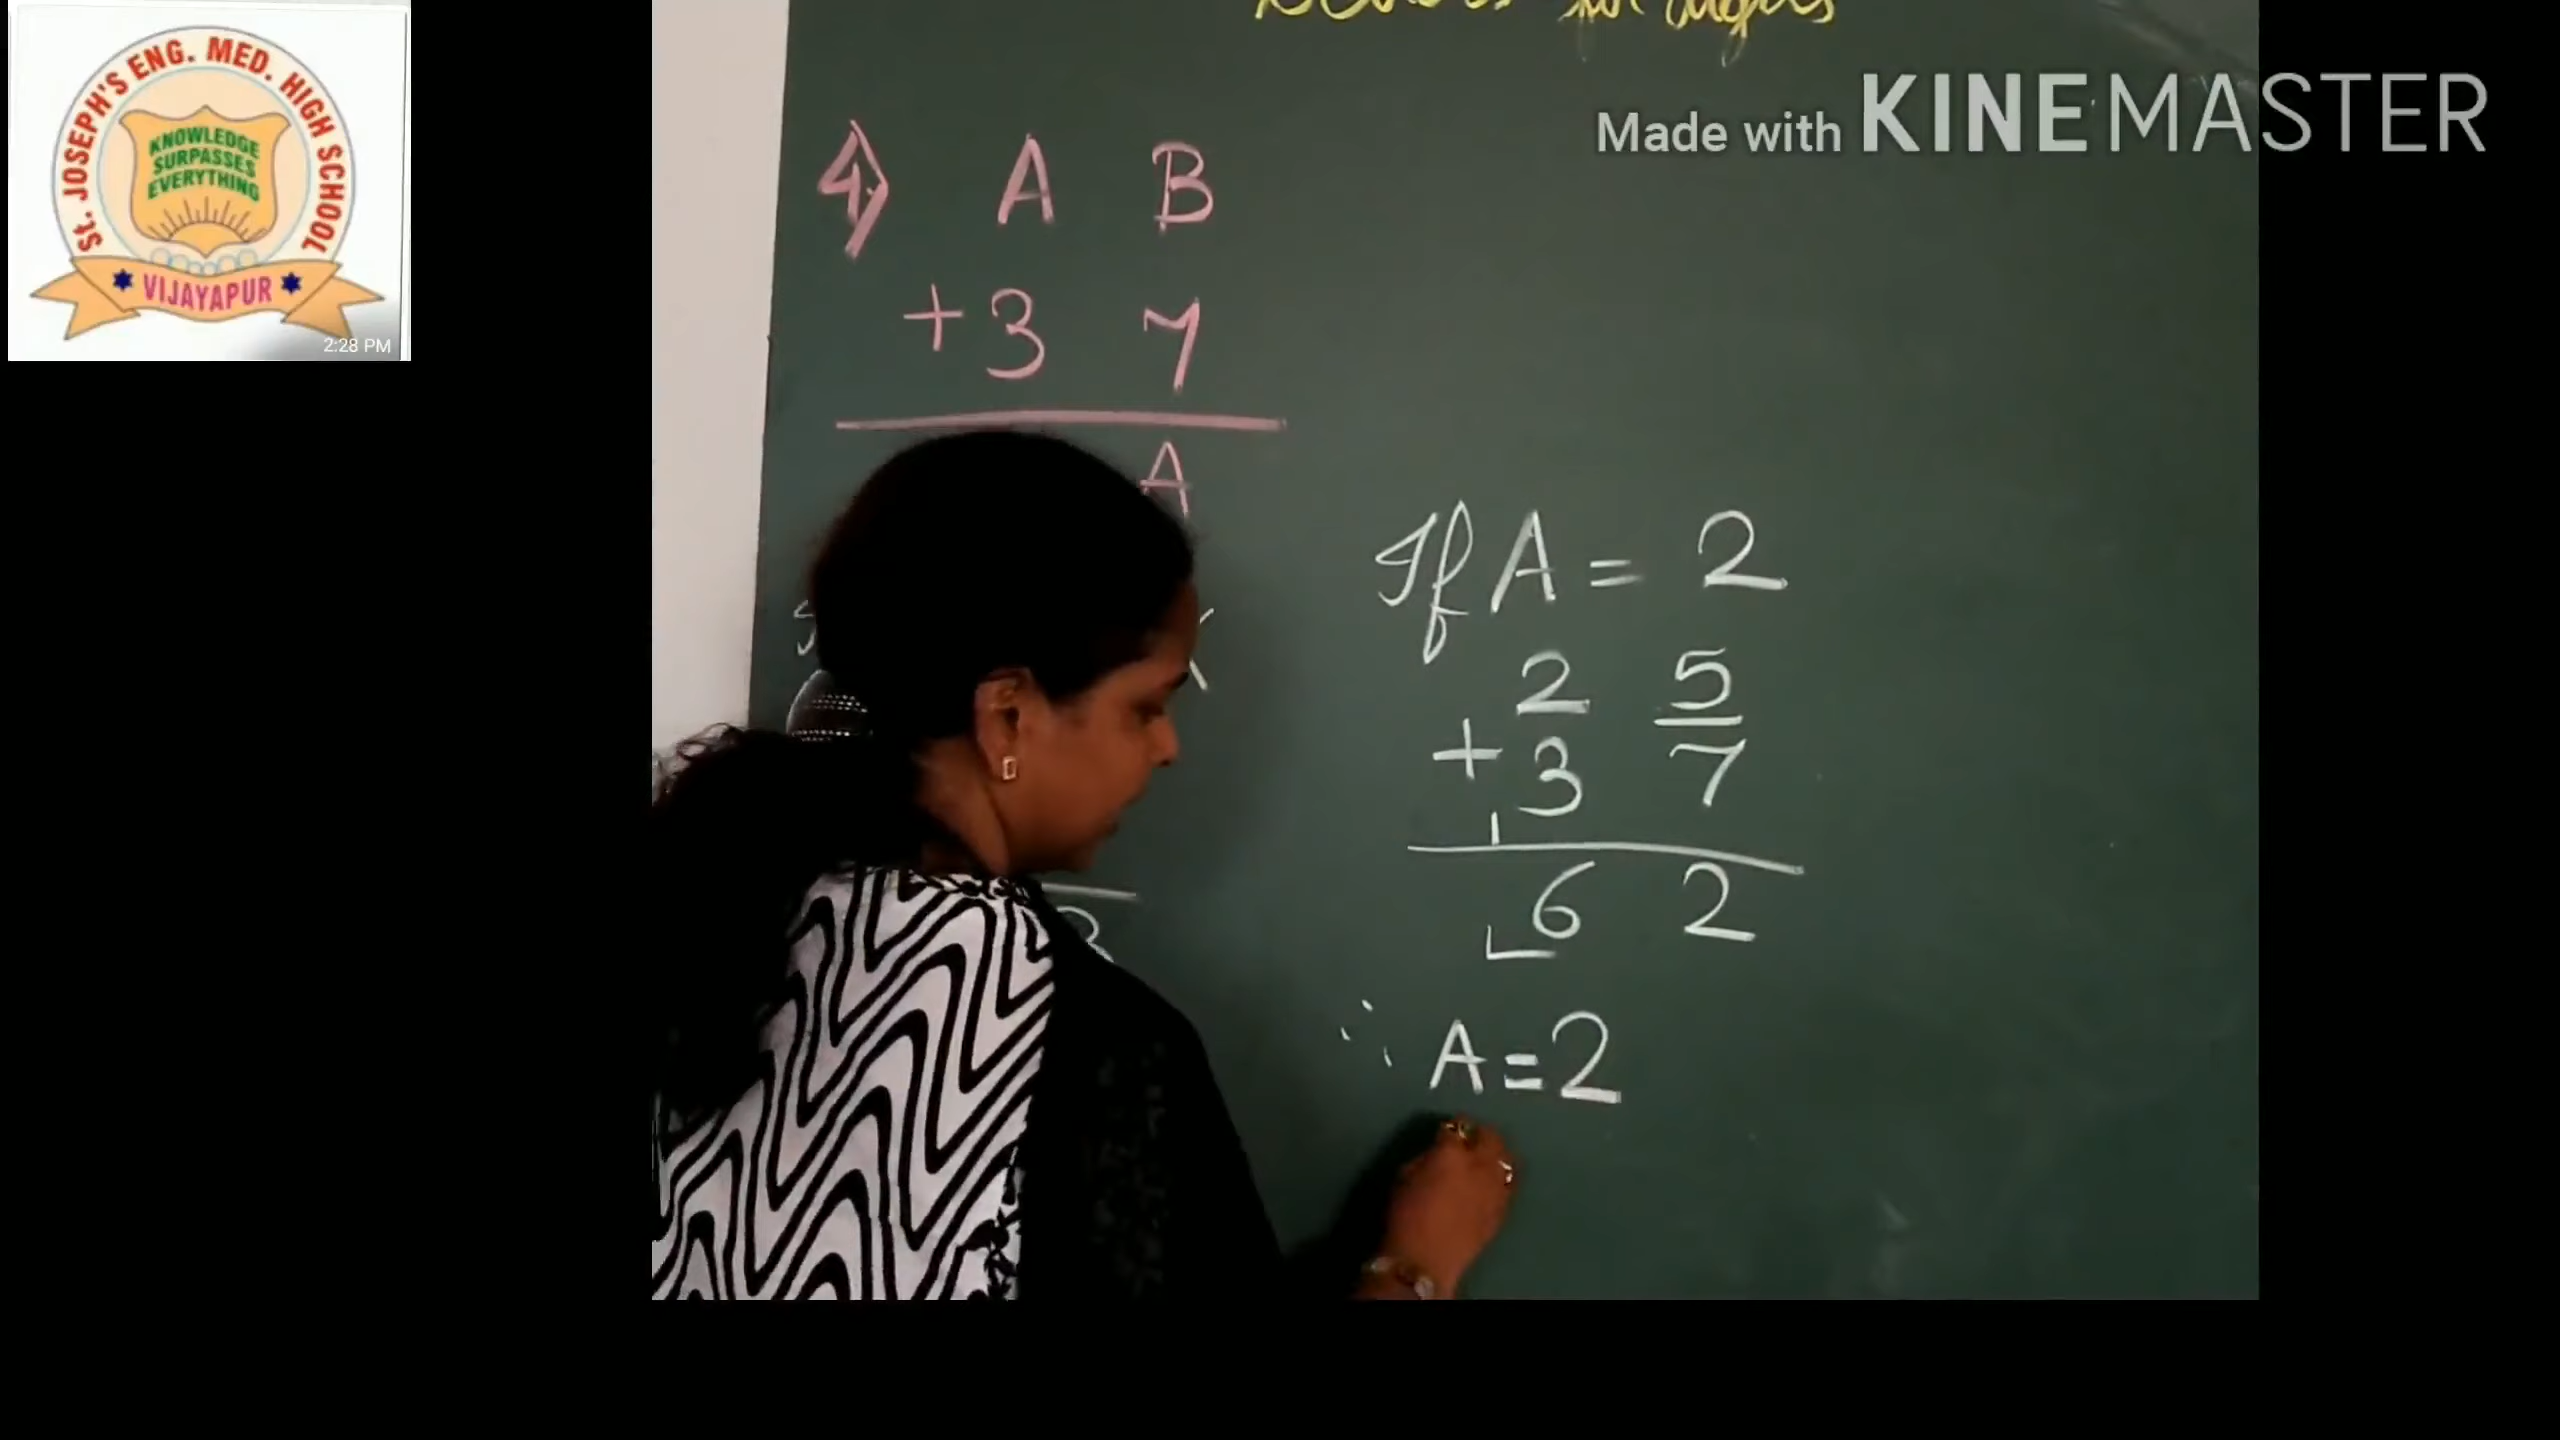 St. JOSEPH'S ENG. MED. HIGH SCHOOL
KNOWLEDGE
SURPASSES
EVERYTHING
VIJAYAPUR
2:28 PM
Made with KINEMASTER
for
4) A B
+ 3 7
A
If A = 2
2 5
+ 3 7
1
6 2
∴ A = 2